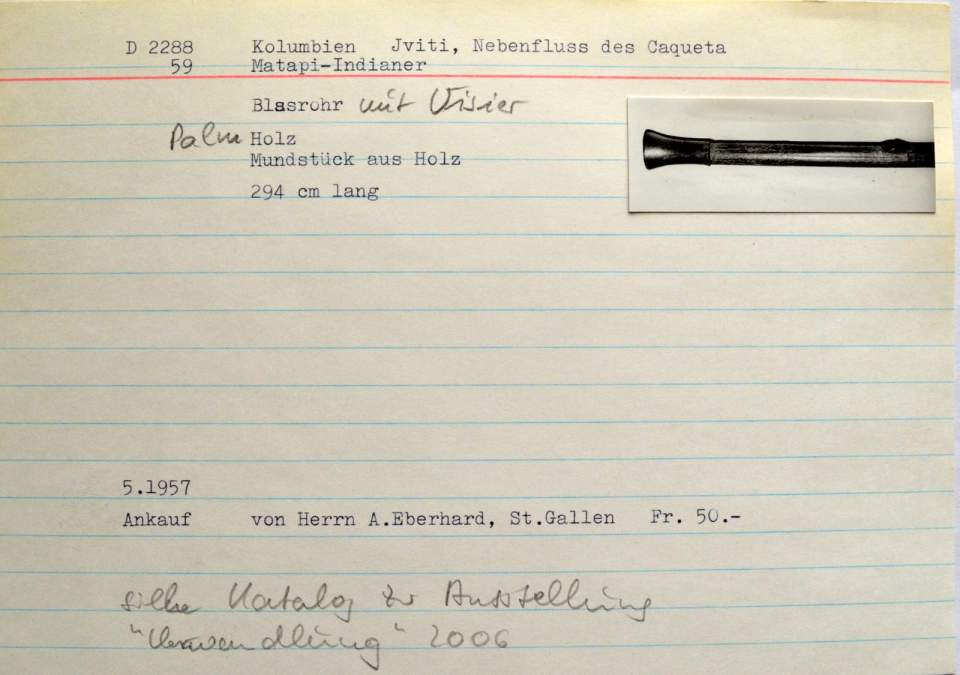 D 2288 Kolumbien Jviti, Nebenfluss des Caqueta
59 Matapi-Indianer
Blasrohr mit Visier
Palm Holz
Mundstück aus Holz
294 cm lang
5.1957
Ankauf von Herrn A.Eberhard, St.Gallen Fr. 50.-
siehe Katalog zur Ausstellung
"Verwandlung" 2006